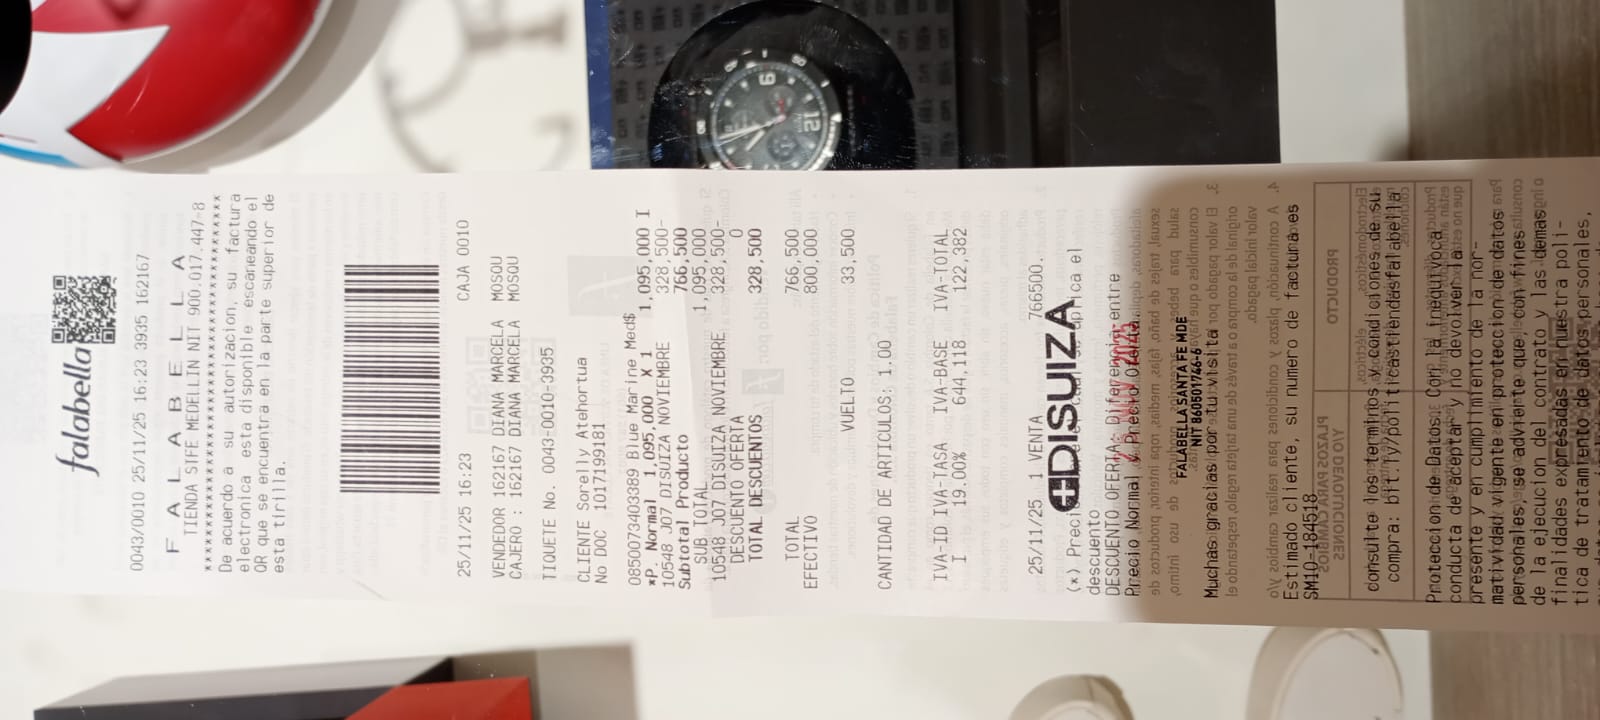 falabella
0043/0010 25/11/25 16:23 3935 162167
F A L A B E L L A
TIENDA SIFE MEDELLIN NIT 900.017.447-8
De acuerdo a su autorizacion, su factura
electronica esta disponible escaneando el
QR que se encuentra en la parte superior de
esta tirilla.
25/11/25 16:23 CAJA 0010
VENDEDOR 162167 DIANA MARCELA MOSQU
CAJERO : 162167 DIANA MARCELA MOSQU
TIQUETE No. 0043-0010-3935
CLIENTE Sorelly Atehortua
No DOC 1017199181
0850073403389 Blue Marine Med$ 1,095,000 I
*P. Normal 1,095,000 X 1
10548 J07 DISUIZA NOVIEMBRE 328,500-
Subtotal Producto 766,500
SUB TOTAL 1,095,000
10548 J07 DISUIZA NOVIEMBRE 328,500-
DESCUENTO OFERTA 0
TOTAL DESCUENTOS 328,500
TOTAL 766,500
EFECTIVO 800,000
VUELTO 33,500
CANTIDAD DE ARTICULOS: 1.00
IVA-ID IVA-TASA IVA-BASE IVA-TOTAL
I 19.00% 644,118 122,382
25/11/25 1 VENTA 766500.
DISUIZA
(*) aplica el
descuento
DESCUENTO OFERTA: Diferencia entre
Precio Normal y Precio Oferta
FALABELLA SANTA FE MDE
NIT 860501746-6
Muchas gracias por tu visita
Estimado cliente, su numero de factura es
SM10-184518
consulte los terminos y condiciones de su
compra: bit.ly/politicastiendasfalabella
Proteccion de Datos: Con la inequivoca
conducta de aceptar y no devolver la
presente y en cumplimiento de la nor-
matividad vigente en proteccion de datos
personales, se advierte que, con fines
de la ejecucion del contrato y las demas
finalidades expresadas en nuestra poli-
tica de tratamiento de datos personales,
12
6